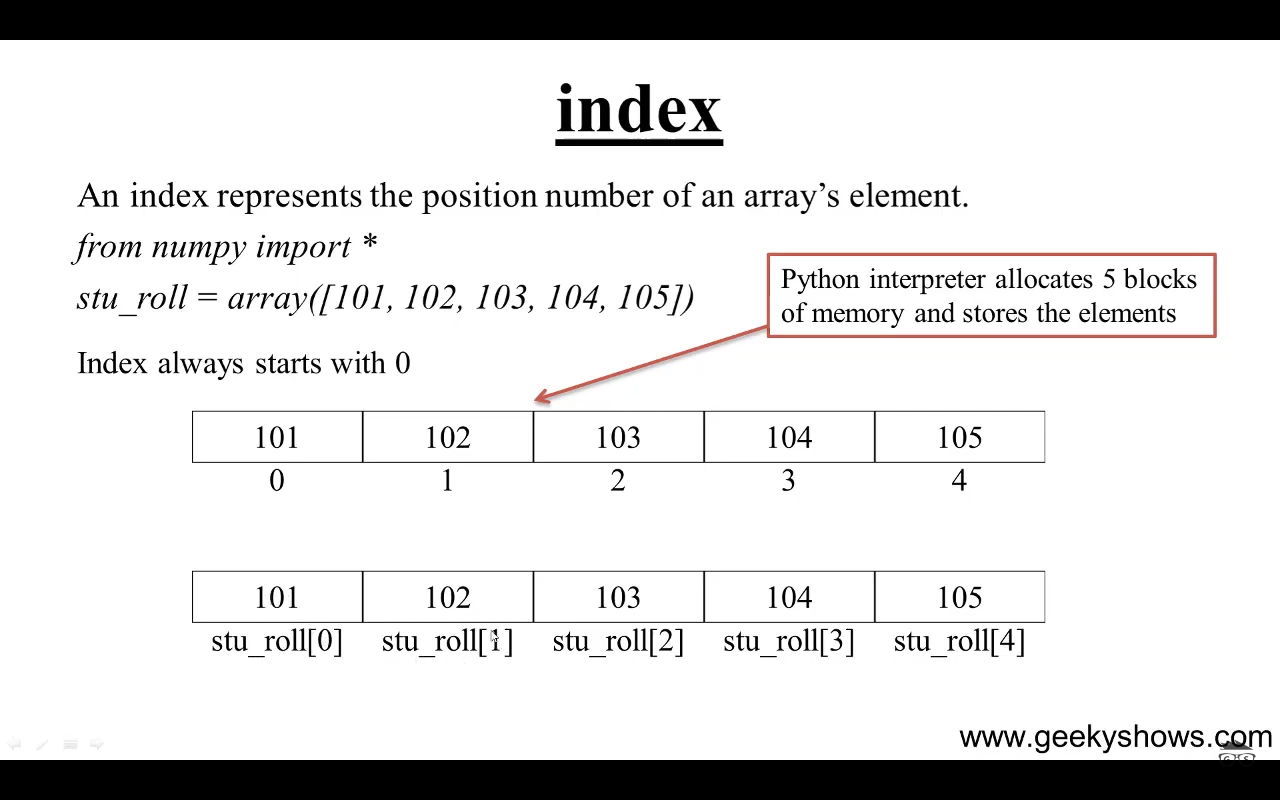 index
An index represents the position number of an array’s element.
from numpy import *
stu_roll = array([101, 102, 103, 104, 105])
Python interpreter allocates 5 blocks
of memory and stores the elements
Index always starts with 0
101 102 103 104 105
0 1 2 3 4
101 102 103 104 105
stu_roll[0] stu_roll[1] stu_roll[2] stu_roll[3] stu_roll[4]
www.geekyshows.com